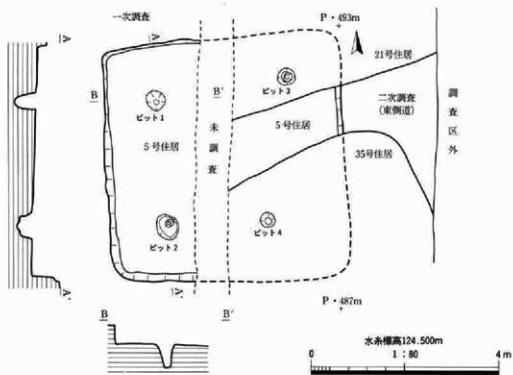 一次調査
P・493m
A
A
21号住居
B
B'
ピット3
ピット1
二次調査
(東側道)
調査区外
5号住居
5号住居
未調査
35号住居
ピット2
ピット4
A'
A'
B
B'
P・487m
B
B'
水糸標高124.500m
0
1:80
4m